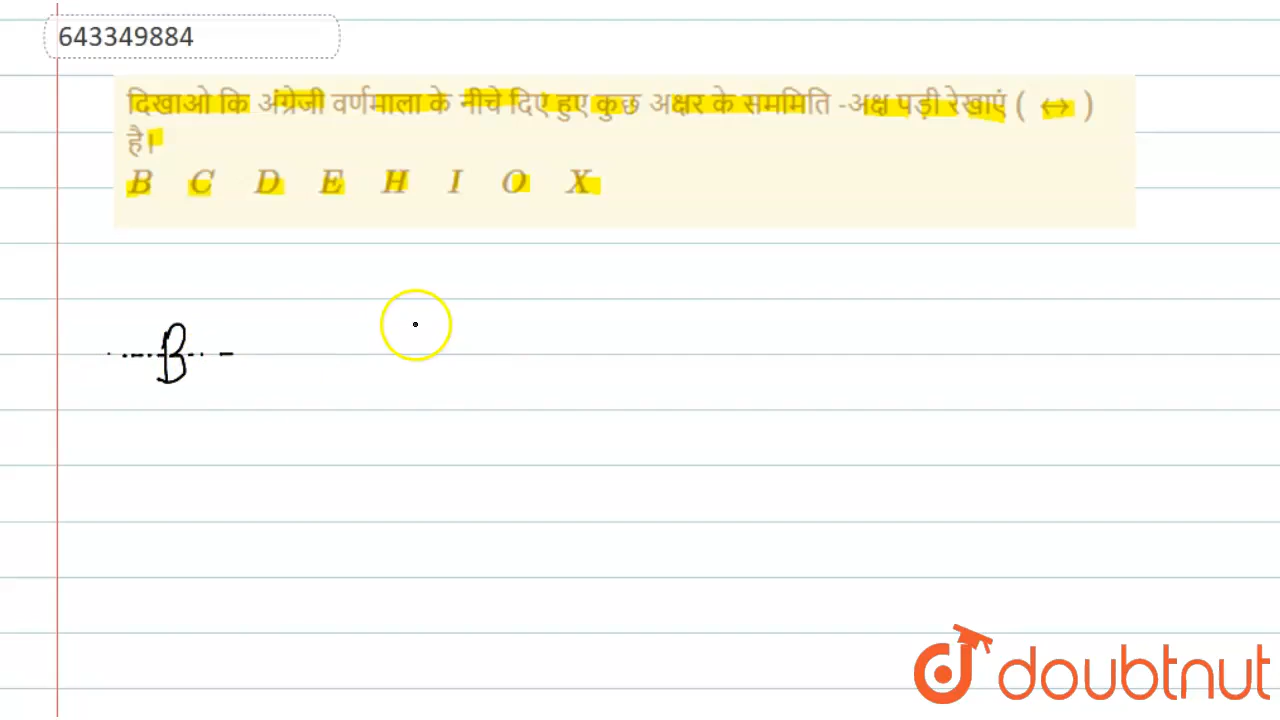 643349884
दिखाओ कि अंग्रेजी वर्णमाला के नीचे दिए हुए कुछ अक्षर के सममिति -अक्ष पड़ी रेखाएं ( ↔ )
है।
B C D E H I O X
B
doubtnut